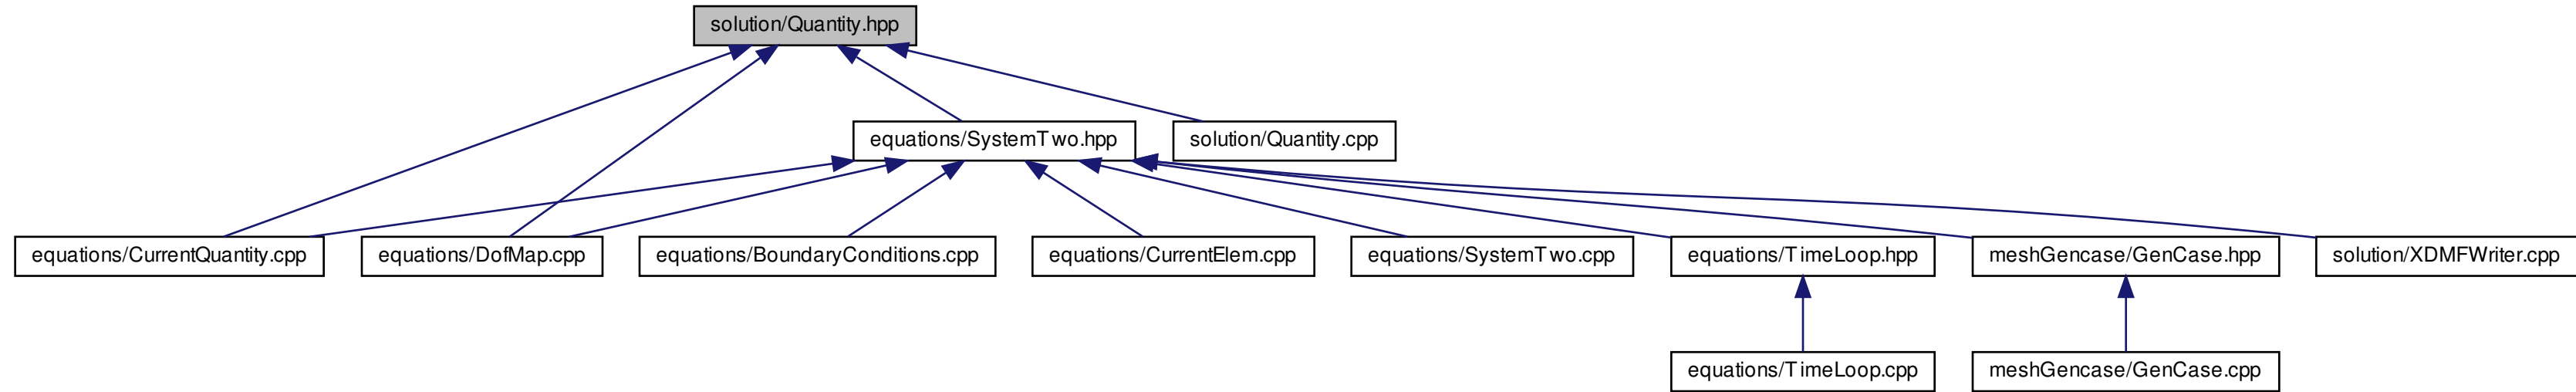 solution/Quantity.hpp
equations/SystemTwo.hpp
solution/Quantity.cpp
equations/CurrentQuantity.cpp
equations/DofMap.cpp
equations/BoundaryConditions.cpp
equations/CurrentElem.cpp
equations/SystemTwo.cpp
equations/TimeLoop.hpp
meshGencase/GenCase.hpp
solution/XDMFWriter.cpp
equations/TimeLoop.cpp
meshGencase/GenCase.cpp